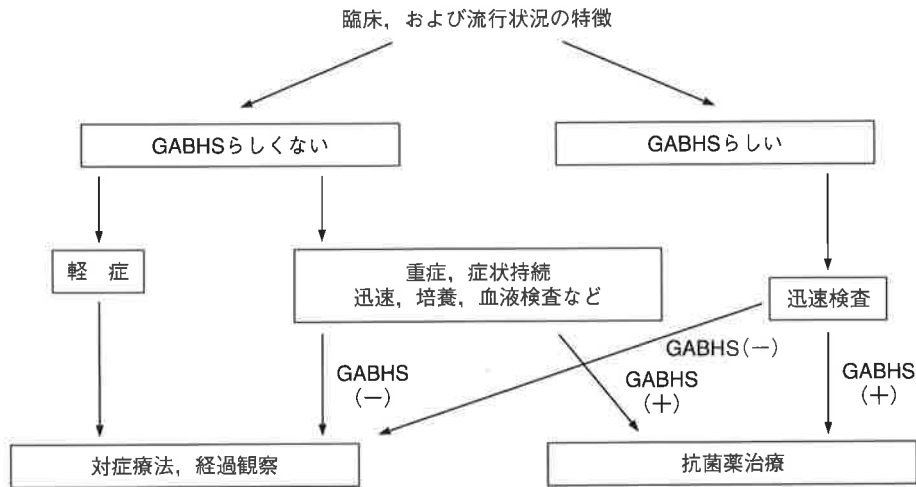 臨床，および流行状況の特徴
GABHSらしくない
GABHSらしい
軽　症
重症，症状持続
迅速，培養，血液検査など
迅速検査
GABHS(－)
GABHS
(－)
GABHS
(＋)
GABHS
(＋)
対症療法，経過観察
抗菌薬治療